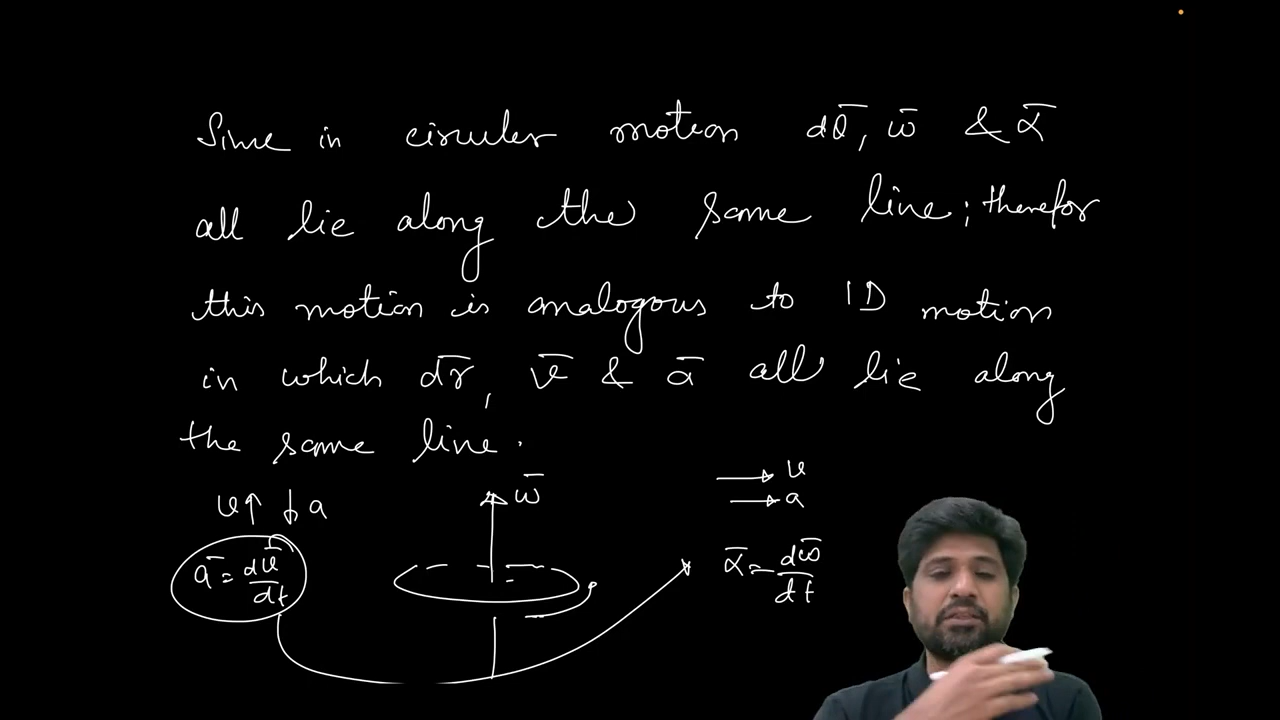 Since in circular motion dθ̄, ω̄ & ᾱ
all lie along the same line; therefor
this motion is analogous to 1D motion
in which dr̄, v̄ & ā all lie along
the same line.
v↑ ↓a
ā = dv̄/dt
ω̄
v
a
ᾱ = dω̄/dt